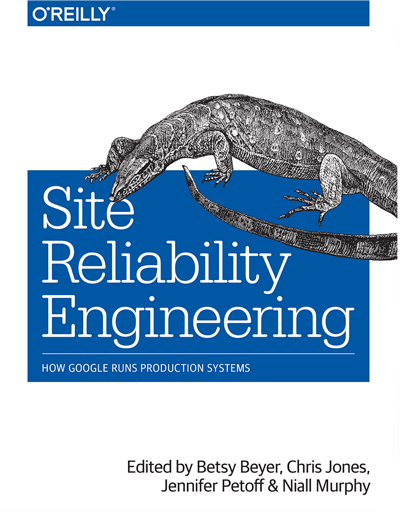 O'REILLY®
Site
Reliability
Engineering
HOW GOOGLE RUNS PRODUCTION SYSTEMS
Edited by Betsy Beyer, Chris Jones,
Jennifer Petoff & Niall Murphy